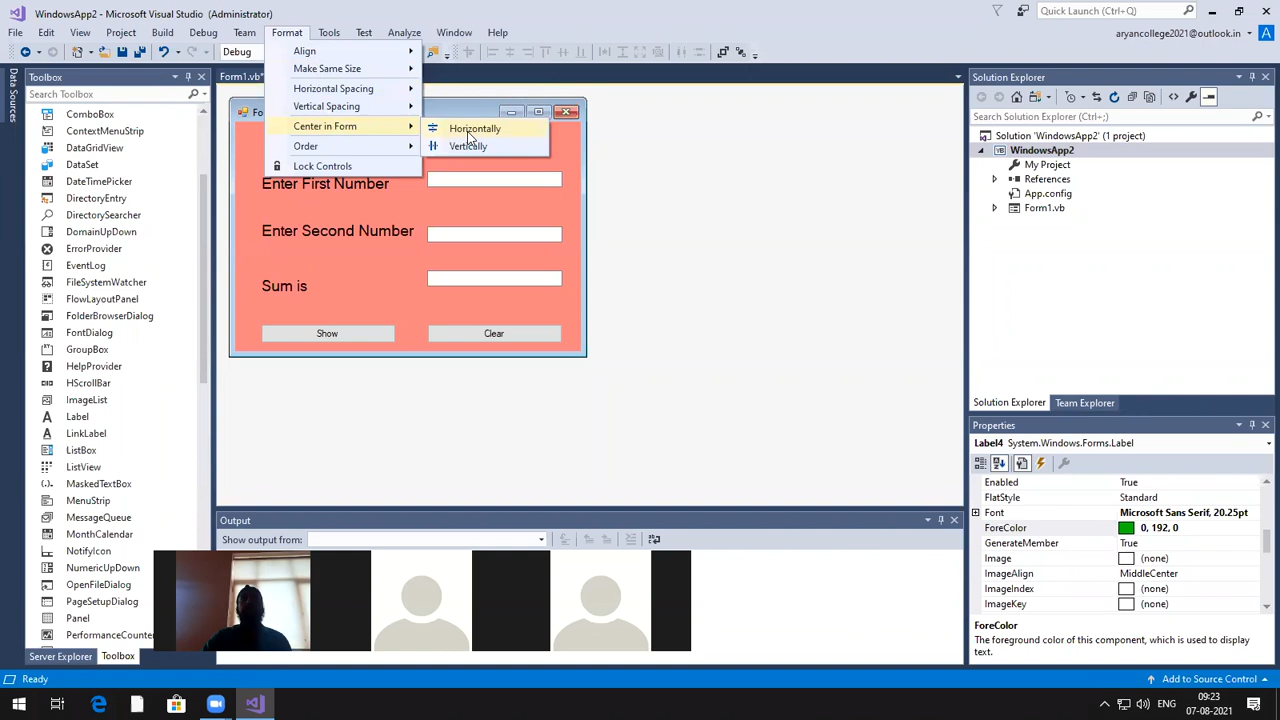 WindowsApp2 - Microsoft Visual Studio (Administrator)
Quick Launch (Ctrl+Q)
File Edit View Project Build Debug Team Format Tools Test Analyze Window Help
aryancollege2021@outlook.in
Debug
Data Sources
Toolbox
Search Toolbox
ComboBox
ContextMenuStrip
DataGridView
DataSet
DateTimePicker
DirectoryEntry
DirectorySearcher
DomainUpDown
ErrorProvider
EventLog
FileSystemWatcher
FlowLayoutPanel
FolderBrowserDialog
FontDialog
GroupBox
HelpProvider
HScrollBar
ImageList
Label
LinkLabel
ListBox
ListView
MaskedTextBox
MenuStrip
MessageQueue
MonthCalendar
NotifyIcon
NumericUpDown
OpenFileDialog
PageSetupDialog
Panel
PerformanceCounter
Server Explorer Toolbox
Form1.vb*
Align
Make Same Size
Horizontal Spacing
Vertical Spacing
Center in Form
Order
Lock Controls
Horizontally
Vertically
Fo
Enter First Number
Enter Second Number
Sum is
Show Clear
Output
Show output from:
Solution Explorer
Search Solution Explorer (Ctrl+;)
Solution 'WindowsApp2' (1 project)
WindowsApp2
My Project
References
App.config
Form1.vb
Solution Explorer Team Explorer
Properties
Label4 System.Windows.Forms.Label
Enabled True
FlatStyle Standard
Font Microsoft Sans Serif, 20.25pt
ForeColor 0, 192, 0
GenerateMember True
Image (none)
ImageAlign MiddleCenter
ImageIndex (none)
ImageKey (none)
ForeColor
The foreground color of this component, which is used to display text.
Ready
Add to Source Control
ENG
09:23
07-08-2021